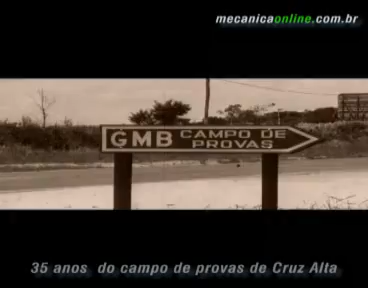 mecanicaonline.com.br
GMB CAMPO DE
PROVAS
35 anos do campo de provas de Cruz Alta